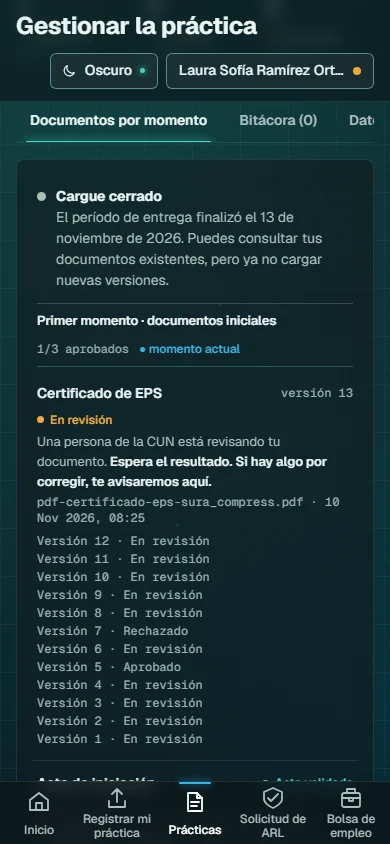 Gestionar la práctica
Oscuro
Laura Sofía Ramírez Ort...
Documentos por momento
Bitácora (0)
Cargue cerrado
El período de entrega finalizó el 13 de
noviembre de 2026. Puedes consultar tus
documentos existentes, pero ya no cargar
nuevas versiones.
Primer momento · documentos iniciales
1/3 aprobados
momento actual
Certificado de EPS
versión 13
En revisión
Una persona de la CUN está revisando tu
documento. Espera el resultado. Si hay algo por
corregir, te avisaremos aquí.
pdf-certificado-eps-sura_compress.pdf · 10
Nov 2026, 08:25
Versión 12 · En revisión
Versión 11 · En revisión
Versión 10 · En revisión
Versión 9 · En revisión
Versión 8 · En revisión
Versión 7 · Rechazado
Versión 6 · En revisión
Versión 5 · Aprobado
Versión 4 · En revisión
Versión 3 · En revisión
Versión 2 · En revisión
Versión 1 · En revisión
Inicio
Registrar mi
práctica
Prácticas
Solicitud de
ARL
Bolsa de
empleo